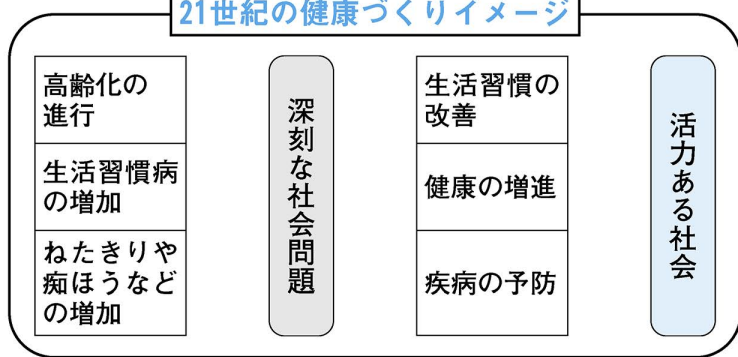 21世紀の健康づくりイメージ
高齢化の
進行
生活習慣病
の増加
ねたきりや
痴ほうなど
の増加
深刻な社会問題
生活習慣の
改善
健康の増進
疾病の予防
活力ある社会